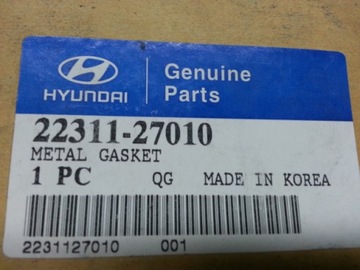 HYUNDAI
Genuine
Parts
22311-27010
METAL GASKET
1 PC QG MADE IN KOREA
2231127010 001